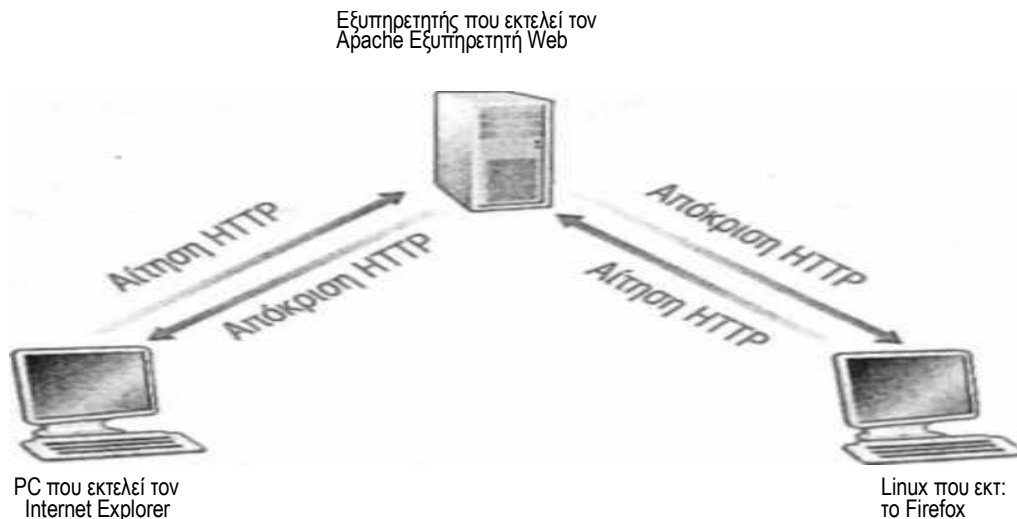 Εξυπηρετητής που εκτελεί τον
Apache Εξυπηρετητή Web
Αίτηση HTTP
Απόκριση HTTP
Απόκριση HTTP
Αίτηση HTTP
PC που εκτελεί τον
Internet Explorer
Linux που εκτ:
το Firefox